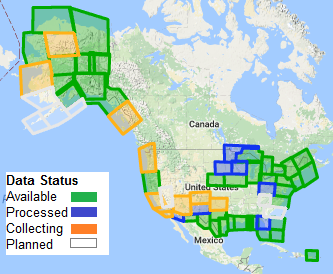 Canada
United States
Mexico
Data Status
Available
Processed
Collecting
Planned